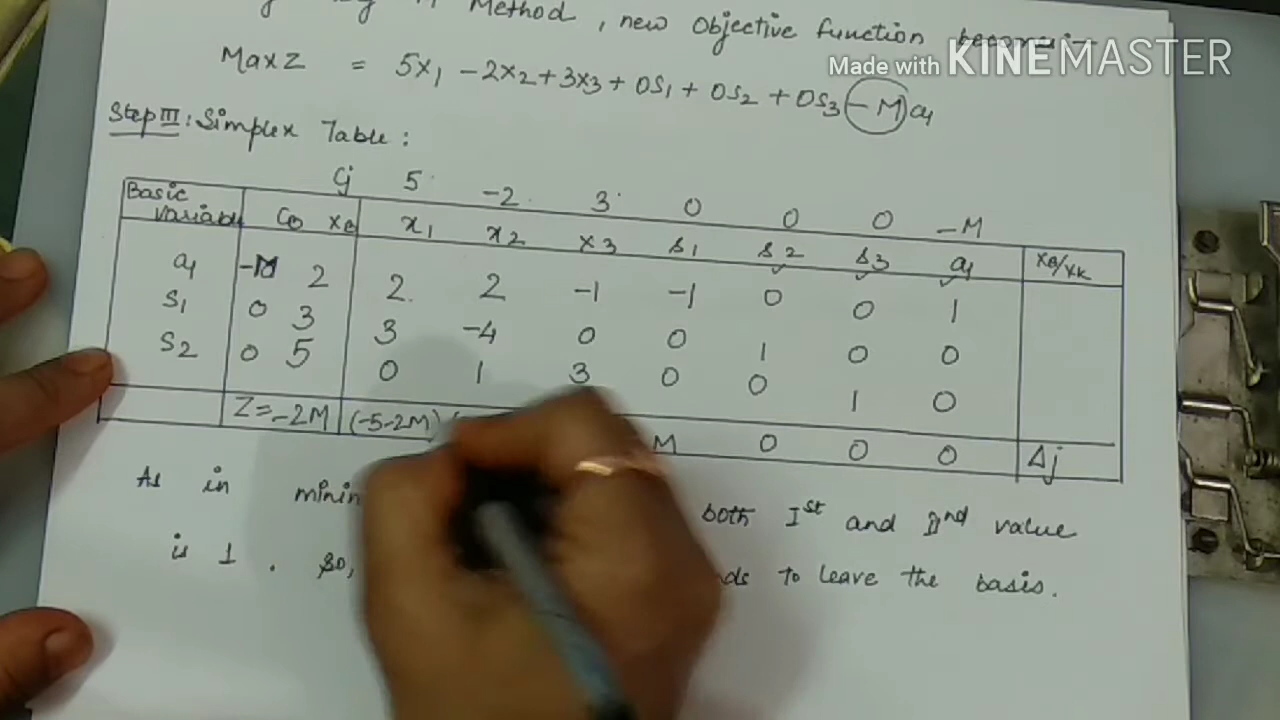 Method, new Objective function becomes:-
Made with KINEMASTER
Max Z = 5x1 - 2x2 + 3x3 + 0s1 + 0s2 + 0s3 - M a1
Step III: Simplex Table:
Cj 5 -2 3 0 0 0 -M
Basic variable CB XB x1 x2 x3 s1 s2 s3 a1 XB/XK
a1 -M 2 2 2 -1 -1 0 0 1
s1 0 3 3 -4 0 0 1 0 0
s2 0 5 0 1 3 0 0 1 0
Z=-2M (-5-2M) M 0 0 0 Δj
As in both Ist and IInd value
is 1. So, to leave the basis.